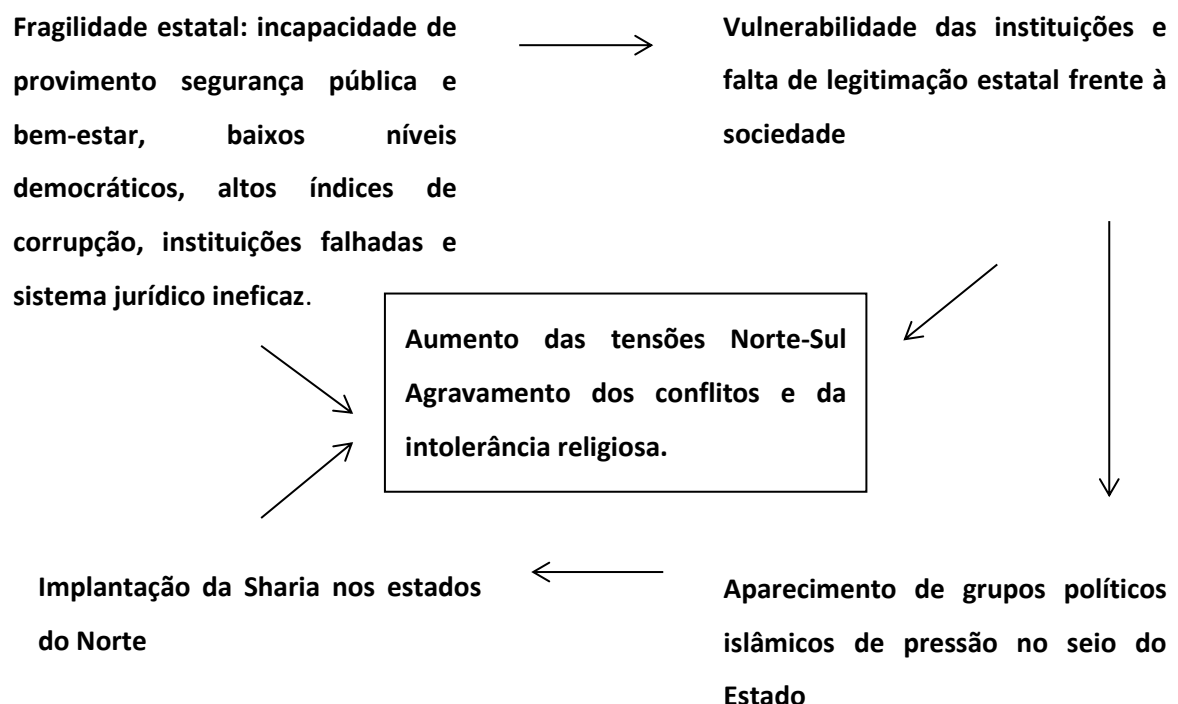 Fragilidade estatal: incapacidade de
provimento segurança pública e
bem-estar, baixos níveis
democráticos, altos índices de
corrupção, instituições falhadas e
sistema jurídico ineficaz.
Vulnerabilidade das instituições e
falta de legitimação estatal frente à
sociedade
Aumento das tensões Norte-Sul
Agravamento dos conflitos e da
intolerância religiosa.
Implantação da Sharia nos estados
do Norte
Aparecimento de grupos políticos
islâmicos de pressão no seio do
Estado